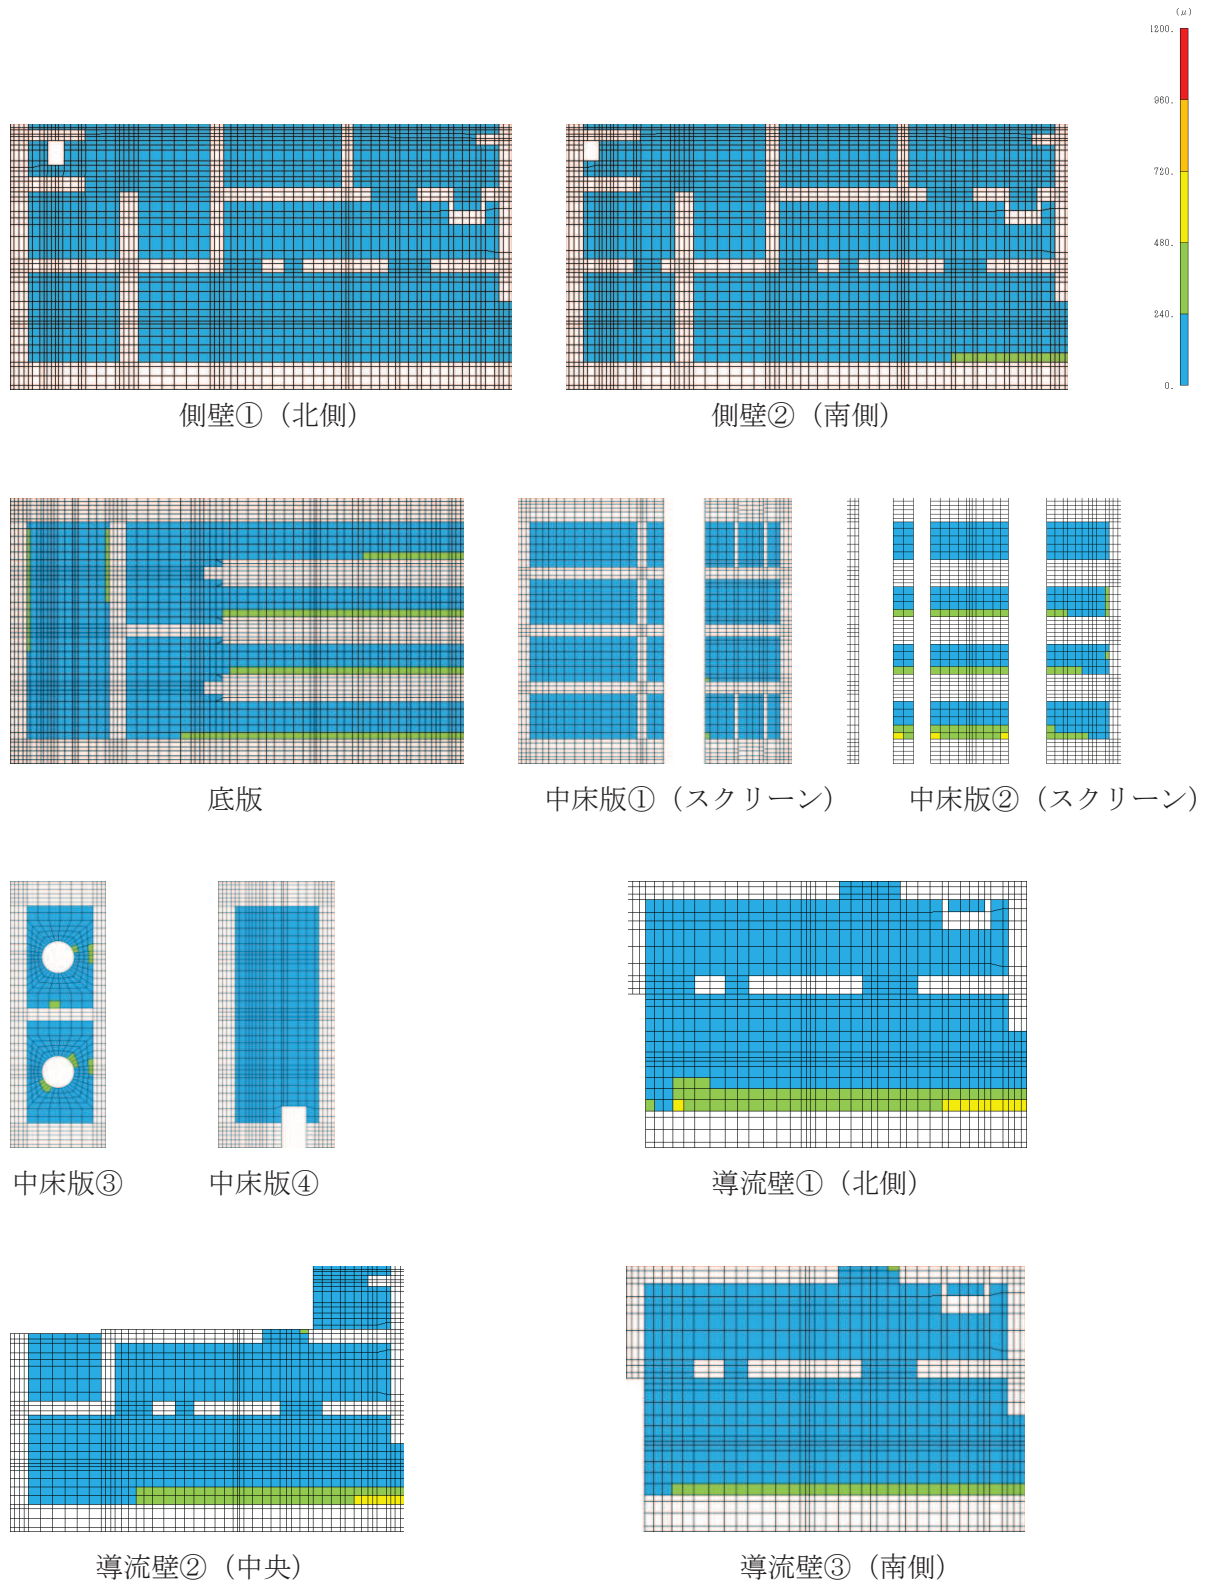 (μ)
1200.
960.
720.
480.
240.
0.
側壁①（北側）
側壁②（南側）
底版
中床版①（スクリーン）
中床版②（スクリーン）
中床版③
中床版④
導流壁①（北側）
導流壁②（中央）
導流壁③（南側）